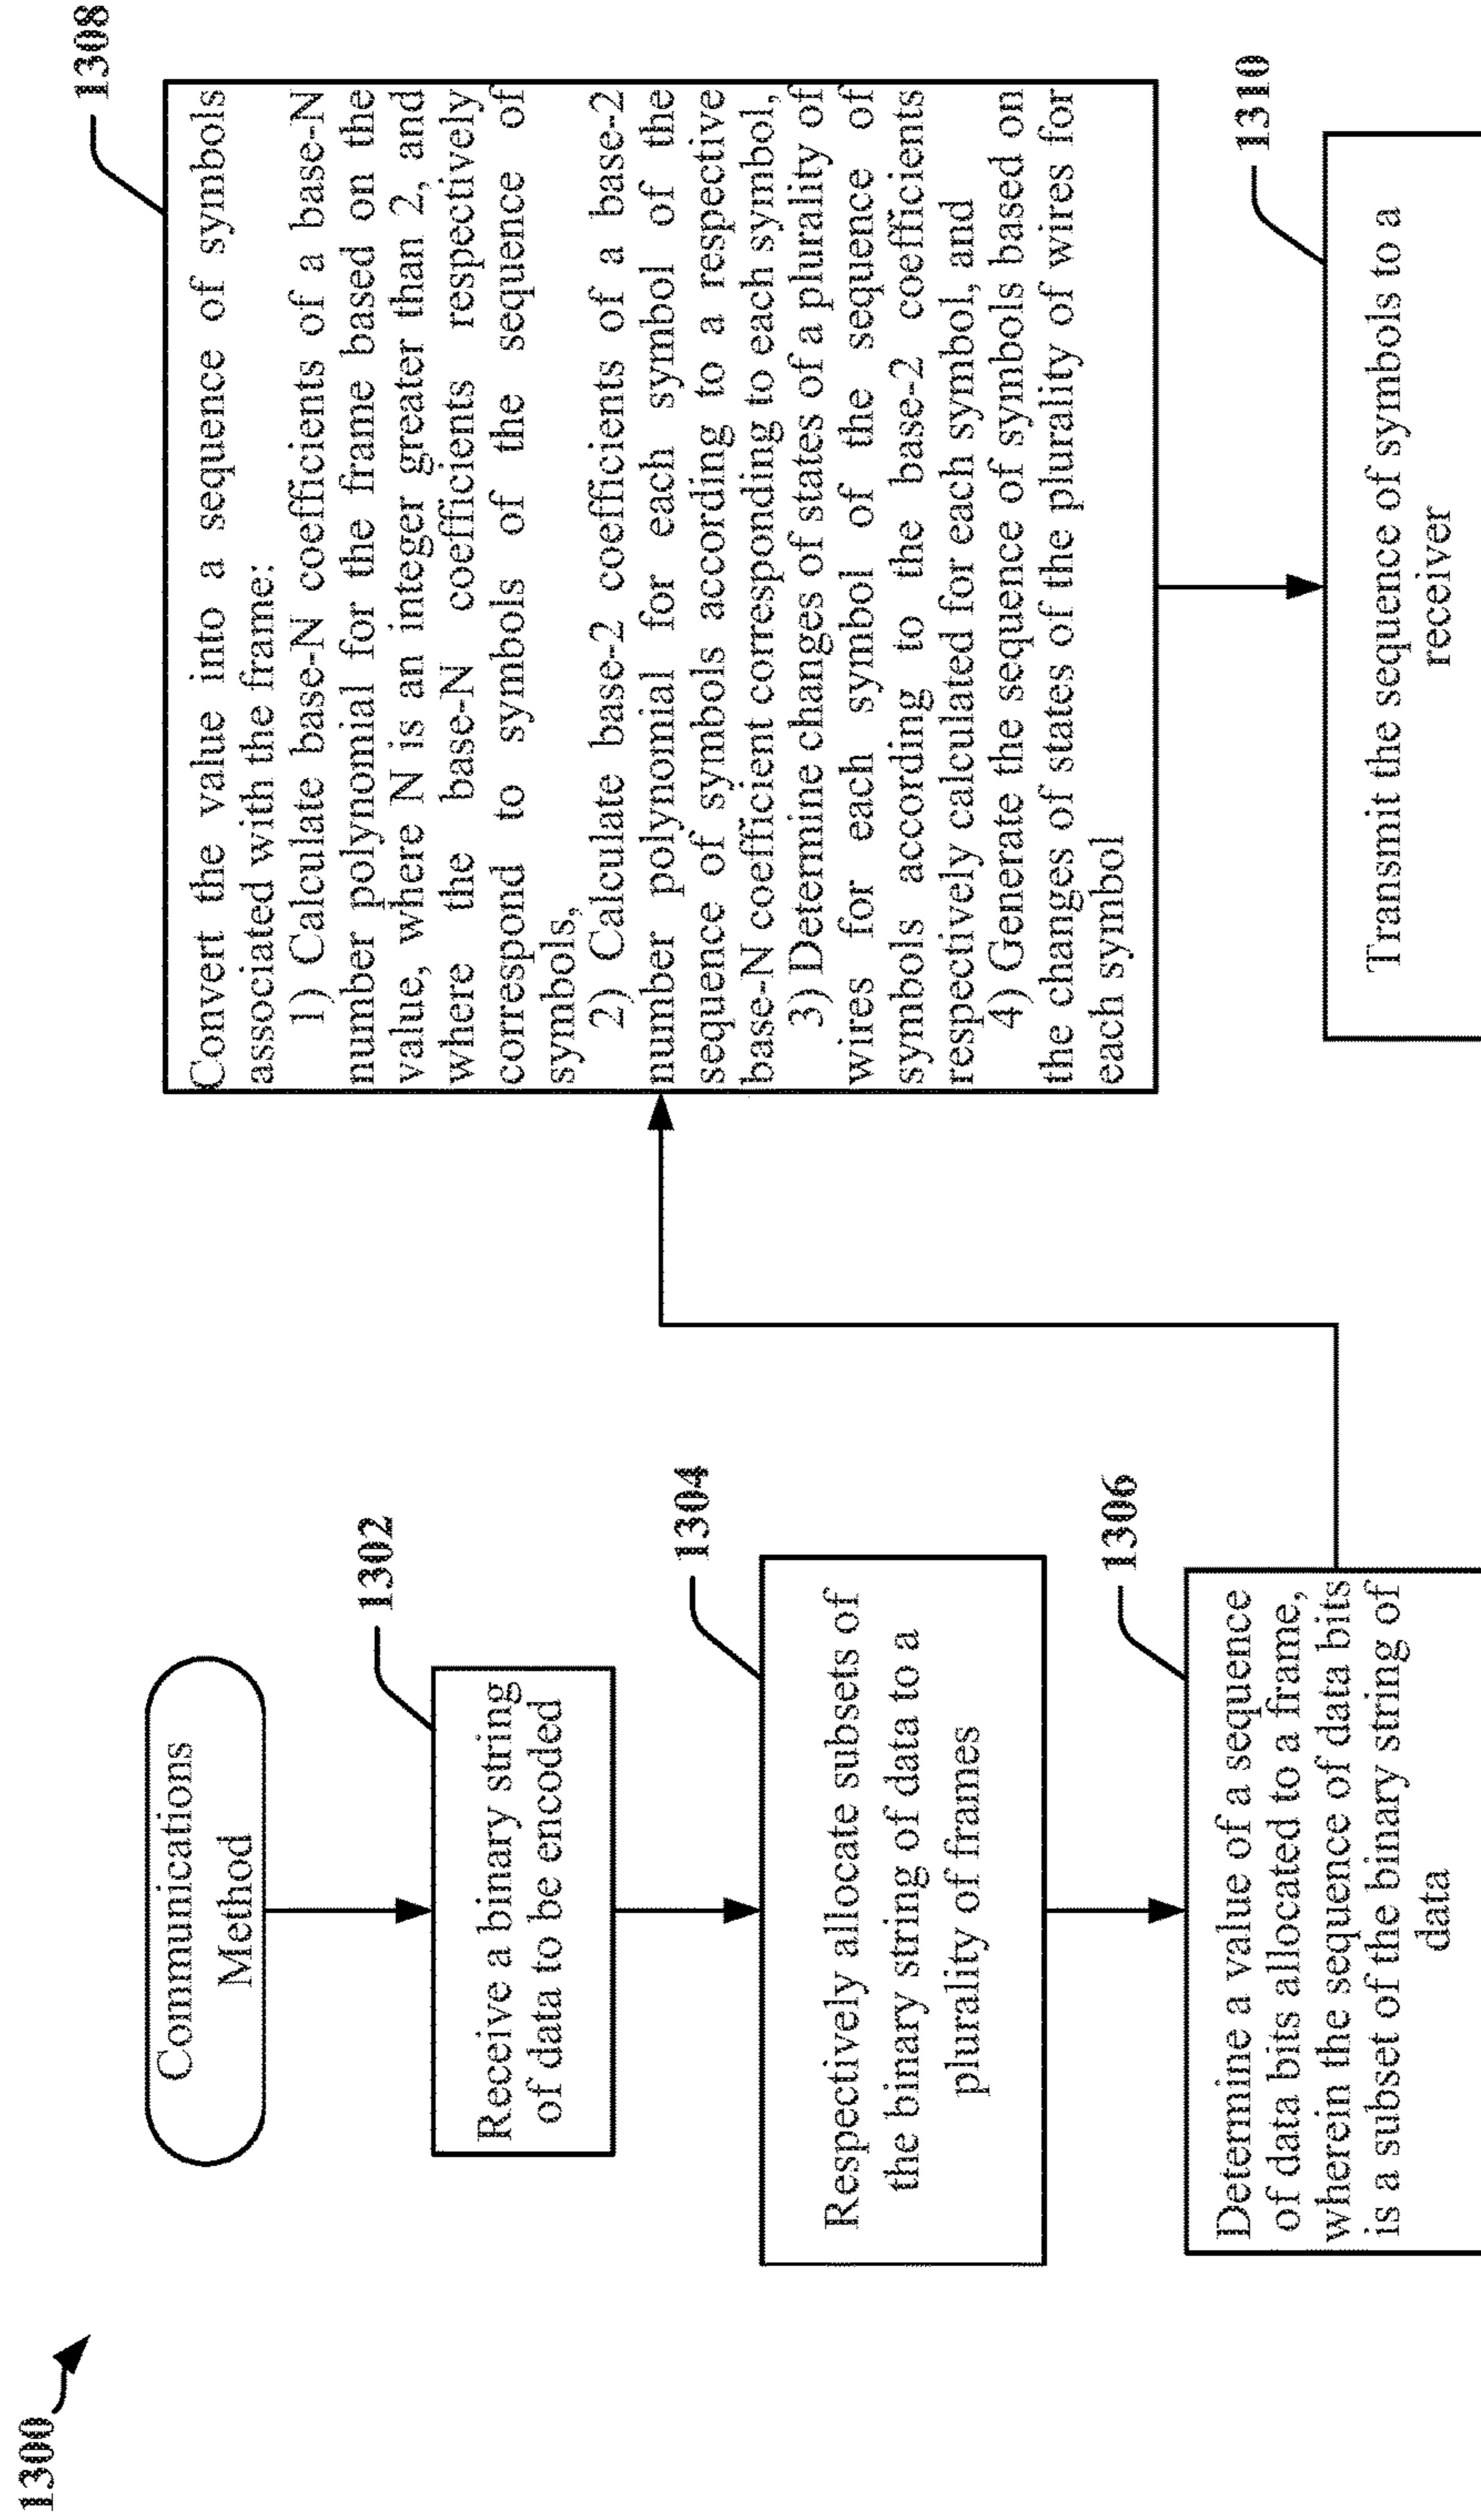 1300
Communications
Method
1302
Receive a binary string
of data to be encoded
1304
Respectively allocate subsets of
the binary string of data to a
plurality of frames
1306
Determine a value of a sequence
of data bits allocated to a frame,
wherein the sequence of data bits
is a subset of the binary string of
data
1308
Convert the value into a sequence of symbols
associated with the frame:
1) Calculate base-N coefficients of a base-N
number polynomial for the frame based on the
value, where N is an integer greater than 2, and
where the base-N coefficients respectively
correspond to symbols of the sequence of
symbols,
2) Calculate base-2 coefficients of a base-2
number polynomial for each symbol of the
sequence of symbols according to a respective
base-N coefficient corresponding to each symbol,
3) Determine changes of states of a plurality of
wires for each symbol of the sequence of
symbols according to the base-2 coefficients
respectively calculated for each symbol, and
4) Generate the sequence of symbols based on
the changes of states of the plurality of wires for
each symbol
1310
Transmit the sequence of symbols to a
receiver